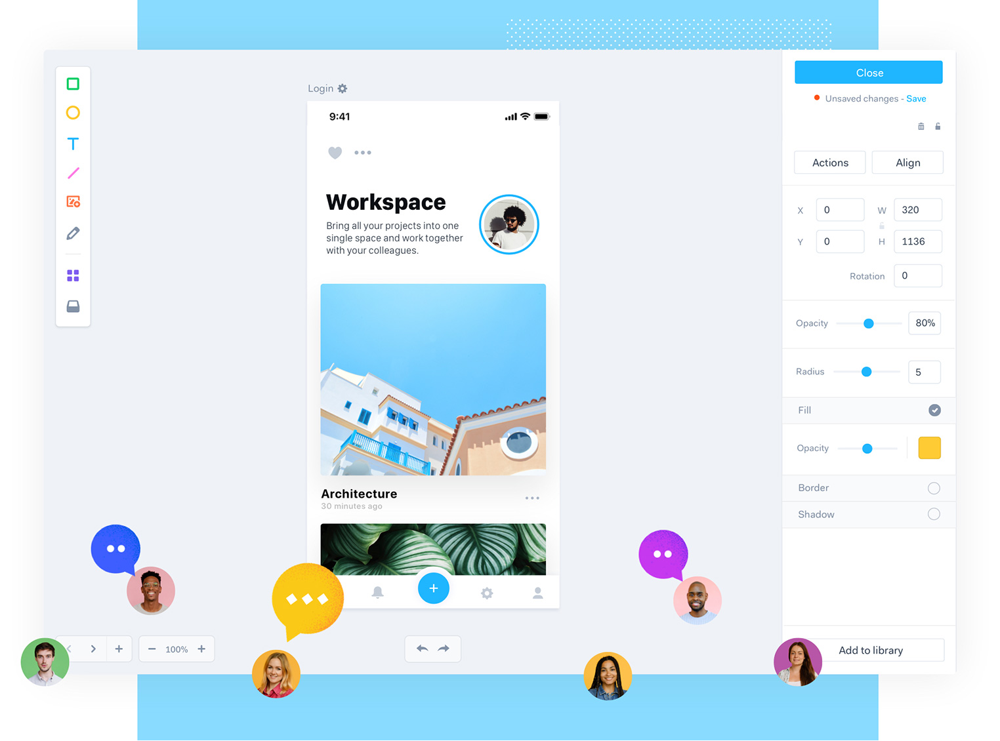 Login
9:41
Workspace
Bring all your projects into one
single space and work together
with your colleagues.
Architecture
30 minutes ago
100%
Close
Unsaved changes - Save
Actions
Align
X 0 W 320
Y 0 H 1136
Rotation 0
Opacity 80%
Radius 5
Fill
Opacity
Border
Shadow
Add to library